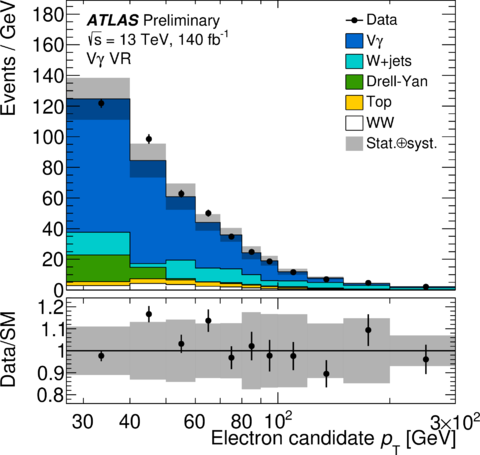 ATLAS Preliminary
√s = 13 TeV, 140 fb⁻¹
Vγ VR
Data
Vγ
W+jets
Drell-Yan
Top
WW
Stat.⊕syst.
Events / GeV
180
160
140
120
100
80
60
40
20
0
Data/SM
1.2
1.1
1
0.9
0.8
30 40 60 80 10² 3×10²
Electron candidate p_T [GeV]